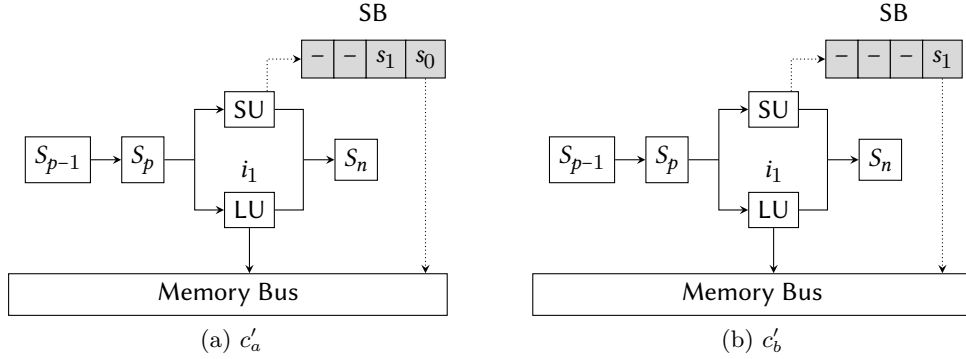 SB
– – s₁ s₀
SU
Sₚ₋₁ Sₚ i₁ Sₙ
LU
Memory Bus
(a) c′ₐ
SB
– – – s₁
SU
Sₚ₋₁ Sₚ i₁ Sₙ
LU
Memory Bus
(b) c′_b